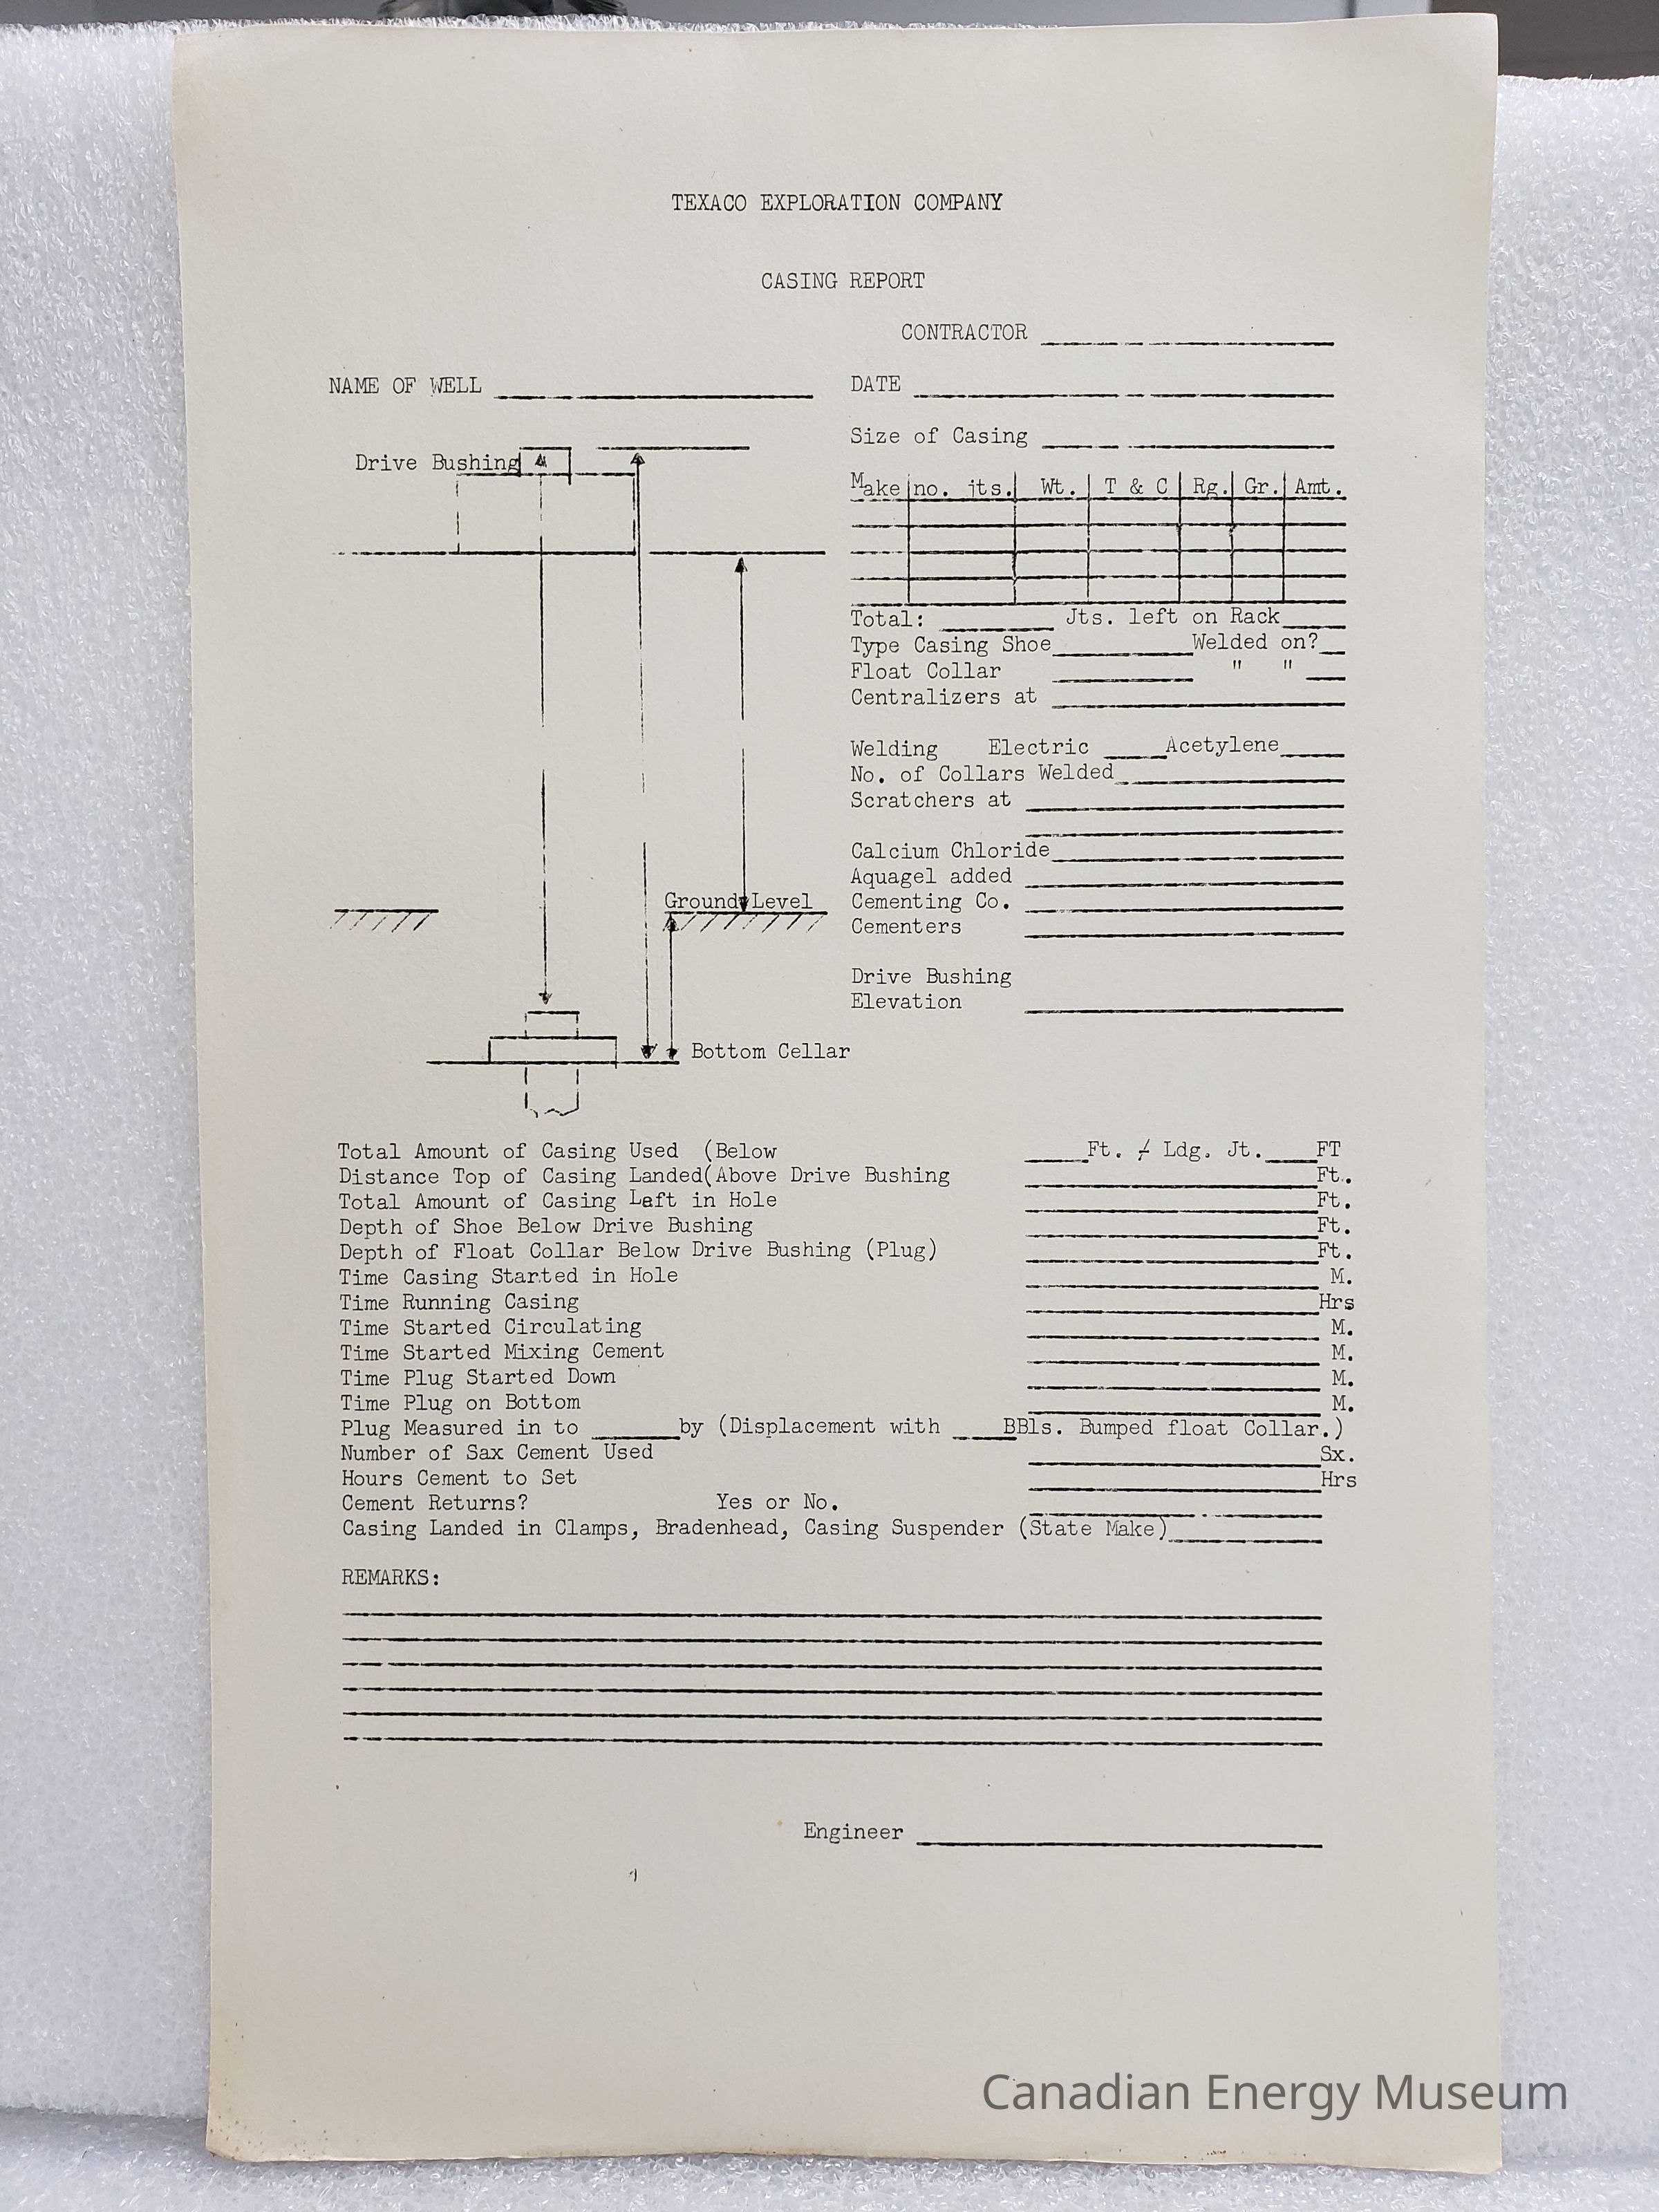 TEXACO EXPLORATION COMPANY
CASING REPORT
CONTRACTOR
NAME OF WELL
DATE
Size of Casing
Drive Bushing
Make no. jts. Wt. T & C Rg. Gr. Amt.
Total: Jts. left on Rack
Type Casing Shoe Welded on?
Float Collar " "
Centralizers at
Welding Electric Acetylene
No. of Collars Welded
Scratchers at
Calcium Chloride
Aquagel added
Ground Level
Cementing Co.
Cementers
Drive Bushing
Elevation
Bottom Cellar
Total Amount of Casing Used (Below Ft. / Ldg. Jt. FT
Distance Top of Casing Landed(Above Drive Bushing Ft.
Total Amount of Casing Left in Hole Ft.
Depth of Shoe Below Drive Bushing Ft.
Depth of Float Collar Below Drive Bushing (Plug) Ft.
Time Casing Started in Hole M.
Time Running Casing Hrs
Time Started Circulating M.
Time Started Mixing Cement M.
Time Plug Started Down M.
Time Plug on Bottom M.
Plug Measured in to by (Displacement with BBls. Bumped float Collar.)
Number of Sax Cement Used Sx.
Hours Cement to Set Hrs
Cement Returns? Yes or No.
Casing Landed in Clamps, Bradenhead, Casing Suspender (State Make)
REMARKS:
Engineer
Canadian Energy Museum